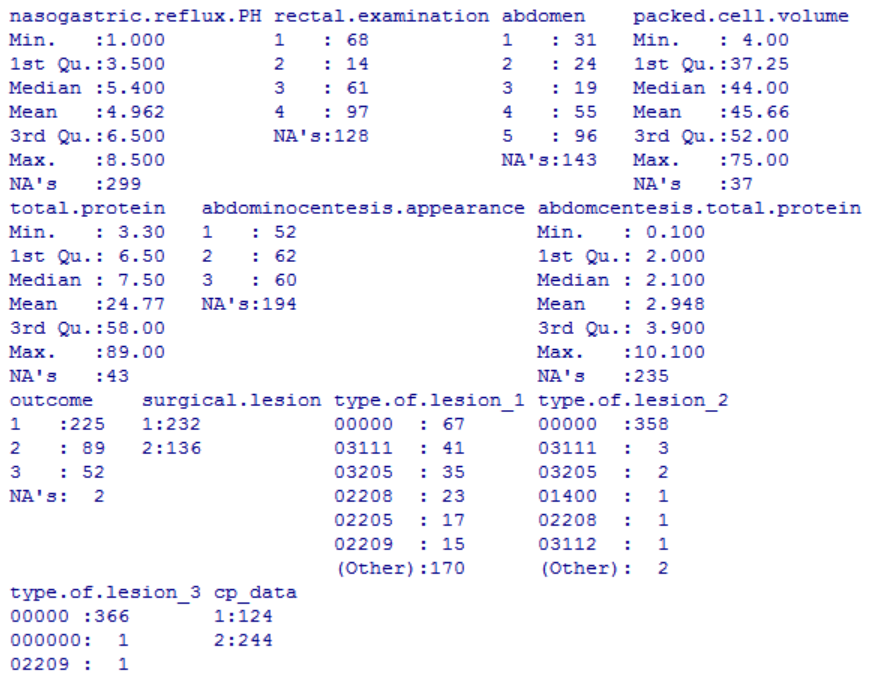 nasogastric.reflux.PH rectal.examination abdomen    packed.cell.volume
Min.   :1.000         1   : 68           1   : 31   Min.   : 4.00
1st Qu.:3.500         2   : 14           2   : 24   1st Qu.:37.25
Median :5.400         3   : 61           3   : 19   Median :44.00
Mean   :4.962         4   : 97           4   : 55   Mean   :45.66
3rd Qu.:6.500         NA's:128           5   : 96   3rd Qu.:52.00
Max.   :8.500                            NA's:143   Max.   :75.00
NA's   :299                                         NA's   :37
total.protein   abdominocentesis.appearance abdomcentesis.total.protein
Min.   : 3.30   1   : 52                    Min.   : 0.100
1st Qu.: 6.50   2   : 62                    1st Qu.: 2.000
Median : 7.50   3   : 60                    Median : 2.100
Mean   :24.77   NA's:194                    Mean   : 2.948
3rd Qu.:58.00                               3rd Qu.: 3.900
Max.   :89.00                               Max.   :10.100
NA's   :43                                  NA's   :235
outcome    surgical.lesion type.of.lesion_1 type.of.lesion_2
1   :225   1:232           00000  : 67      00000  :358
2   : 89   2:136           03111  : 41      03111  :  3
3   : 52                   03205  : 35      03205  :  2
NA's:  2                   02208  : 23      01400  :  1
                           02205  : 17      02208  :  1
                           02209  : 15      03112  :  1
                           (Other):170      (Other):  2
type.of.lesion_3 cp_data
00000 :366       1:124
000000:  1       2:244
02209 :  1